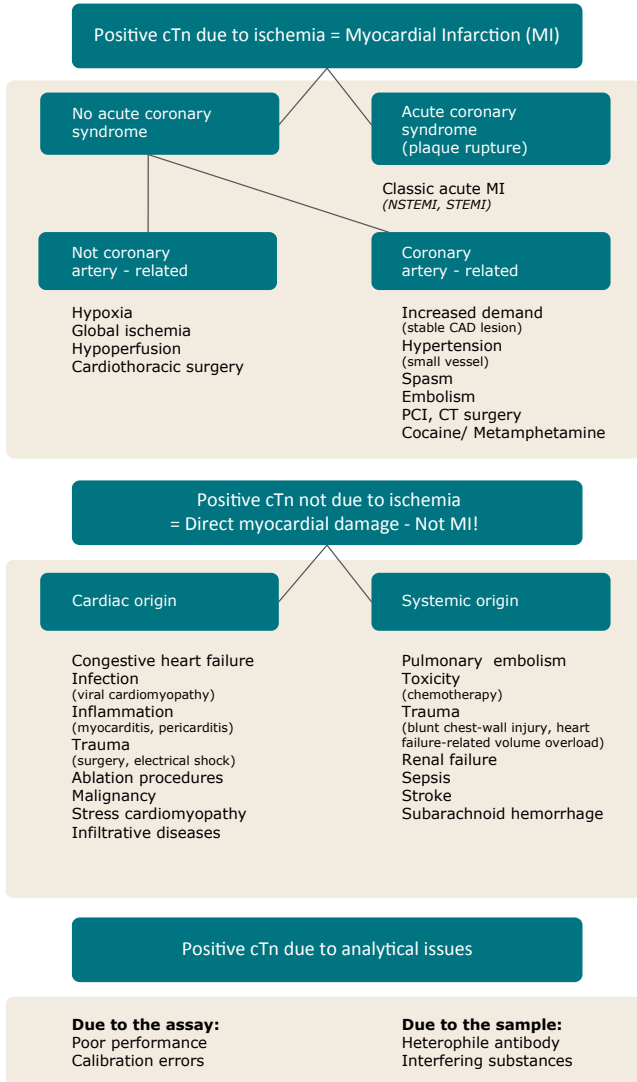 Positive cTn due to ischemia = Myocardial Infarction (MI)
No acute coronary
syndrome
Acute coronary
syndrome
(plaque rupture)
Classic acute MI
(NSTEMI, STEMI)
Not coronary
artery - related
Hypoxia
Global ischemia
Hypoperfusion
Cardiothoracic surgery
Coronary
artery - related
Increased demand
(stable CAD lesion)
Hypertension
(small vessel)
Spasm
Embolism
PCI, CT surgery
Cocaine/ Metamphetamine
Positive cTn not due to ischemia
= Direct myocardial damage - Not MI!
Cardiac origin
Congestive heart failure
Infection
(viral cardiomyopathy)
Inflammation
(myocarditis, pericarditis)
Trauma
(surgery, electrical shock)
Ablation procedures
Malignancy
Stress cardiomyopathy
Infiltrative diseases
Systemic origin
Pulmonary embolism
Toxicity
(chemotherapy)
Trauma
(blunt chest-wall injury, heart
failure-related volume overload)
Renal failure
Sepsis
Stroke
Subarachnoid hemorrhage
Positive cTn due to analytical issues
Due to the assay:
Poor performance
Calibration errors
Due to the sample:
Heterophile antibody
Interfering substances